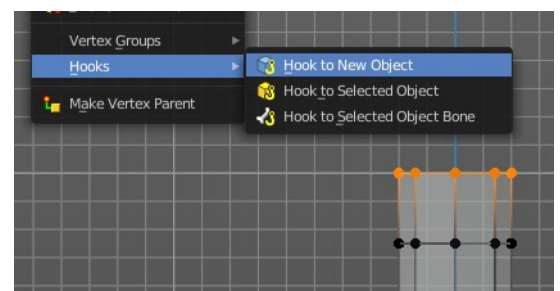 Vertex Groups
Hooks
Make Vertex Parent
Hook to New Object
Hook to Selected Object
Hook to Selected Object Bone